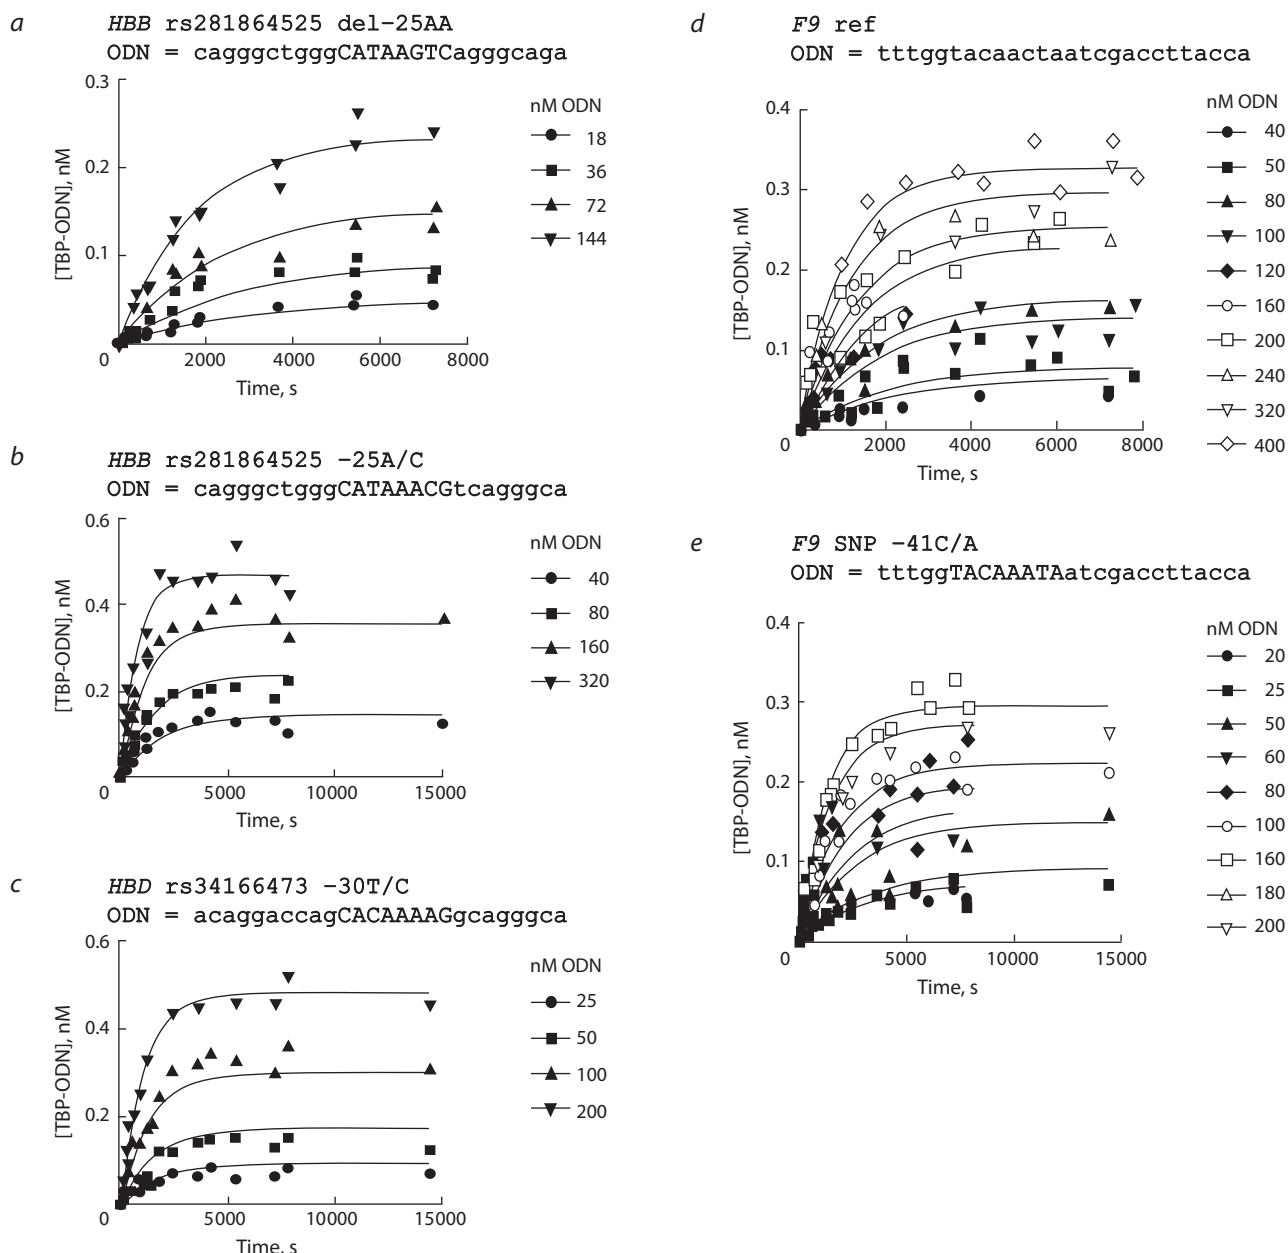 a
HBB rs281864525 del−25AA
ODN = cagggctgggCATAAGTCagggcaga
0.3
0.2
0.1
[TBP-ODN], nM
0
2000
4000
6000
8000
Time, s
nM ODN
18
36
72
144
b
HBB rs281864525 −25A/C
ODN = cagggctgggCATAAACGtcagggca
0.6
0.4
0.2
[TBP-ODN], nM
0
5000
10000
15000
Time, s
nM ODN
40
80
160
320
c
HBD rs34166473 −30T/C
ODN = acaggaccagCACAAAAGgcagggca
0.6
0.4
0.2
[TBP-ODN], nM
0
5000
10000
15000
Time, s
nM ODN
25
50
100
200
d
F9 ref
ODN = tttggtacaactaatcgaccttacca
0.4
0.3
0.2
0.1
[TBP-ODN], nM
0
2000
4000
6000
8000
Time, s
nM ODN
40
50
80
100
120
160
200
240
320
400
e
F9 SNP −41C/A
ODN = tttggTACAAATAatcgaccttacca
0.4
0.3
0.2
0.1
[TBP-ODN], nM
0
5000
10000
15000
Time, s
nM ODN
20
25
50
60
80
100
160
180
200